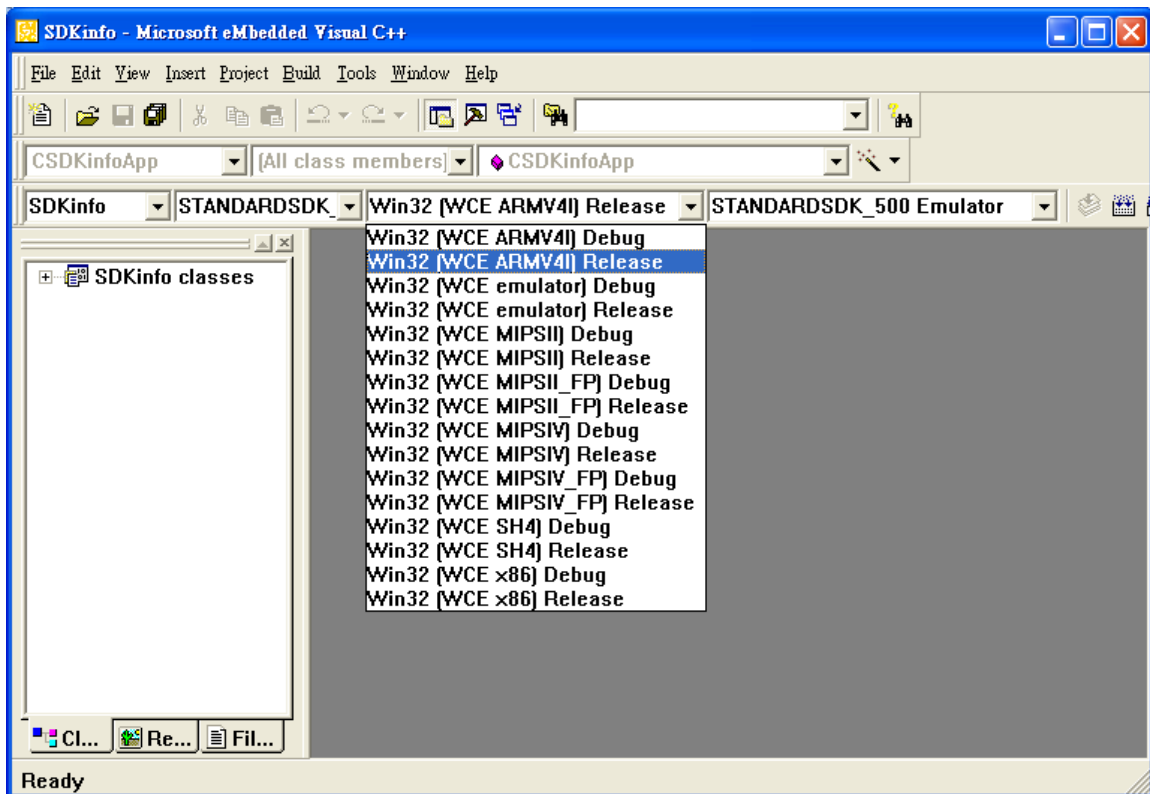 SDKinfo - Microsoft eMbedded Visual C++
File Edit View Insert Project Build Tools Window Help
CSDKinfoApp (All class members) CSDKinfoApp
SDKinfo STANDARDSDK_ Win32 (WCE ARMV4I) Release STANDARDSDK_500 Emulator
Win32 (WCE ARMV4I) Debug
Win32 (WCE ARMV4I) Release
Win32 (WCE emulator) Debug
Win32 (WCE emulator) Release
Win32 (WCE MIPSII) Debug
Win32 (WCE MIPSII) Release
Win32 (WCE MIPSII_FP) Debug
Win32 (WCE MIPSII_FP) Release
Win32 (WCE MIPSIV) Debug
Win32 (WCE MIPSIV) Release
Win32 (WCE MIPSIV_FP) Debug
Win32 (WCE MIPSIV_FP) Release
Win32 (WCE SH4) Debug
Win32 (WCE SH4) Release
Win32 (WCE x86) Debug
Win32 (WCE x86) Release
SDKinfo classes
Cl... Re... Fil...
Ready